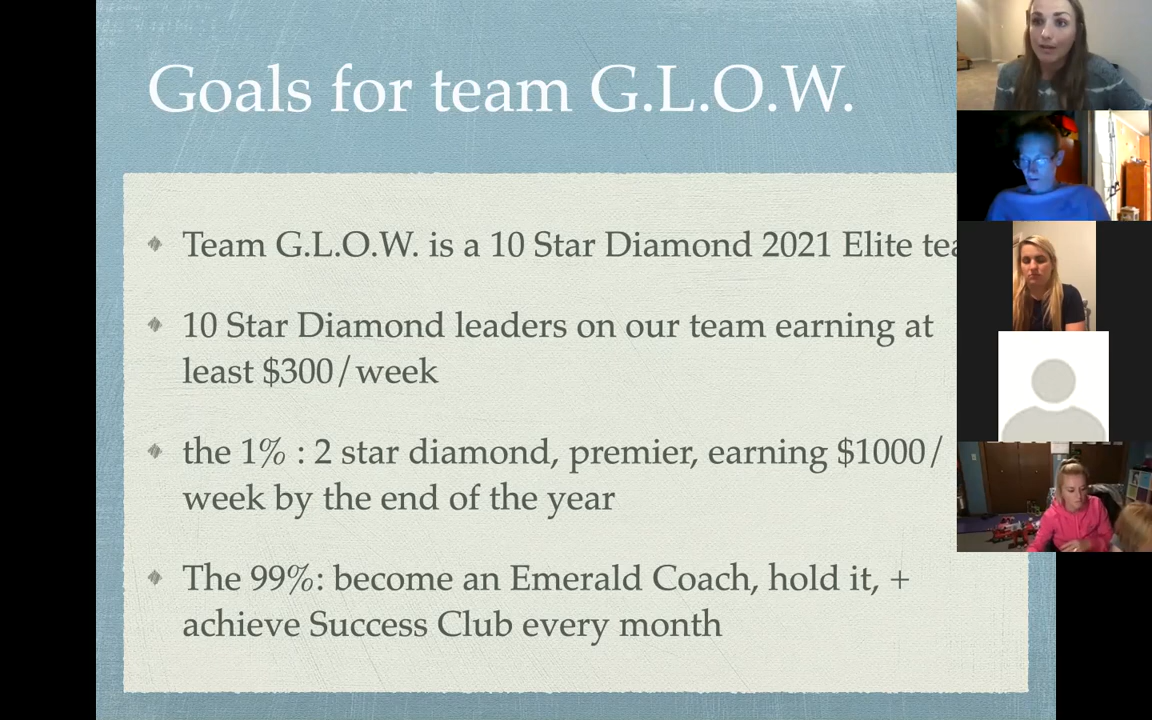 Goals for team G.L.O.W.
Team G.L.O.W. is a 10 Star Diamond 2021 Elite
10 Star Diamond leaders on our team earning at
least $300/week
the 1% : 2 star diamond, premier, earning $1000/
week by the end of the year
The 99%: become an Emerald Coach, hold it, +
achieve Success Club every month